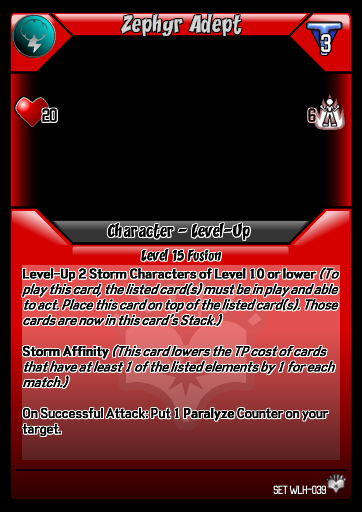 Zephyr Adept
3
20
6
Character - Level-Up
Level 15 Fusion
Level-Up 2 Storm Characters of Level 10 or lower (To
play this card, the listed card(s) must be in play and able
to act. Place this card on top of the listed card(s). Those
cards are now in this card's Stack.)
Storm Affinity (This card lowers the TP cost of cards
that have at least 1 of the listed elements by 1 for each
match.)
On Successful Attack: Put 1 Paralyze Counter on your
target.
SET WLH-039